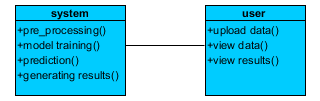 system
+pre_processing()
+model training()
+prediction()
+generating results()
user
+upload data()
+view data()
+view results()